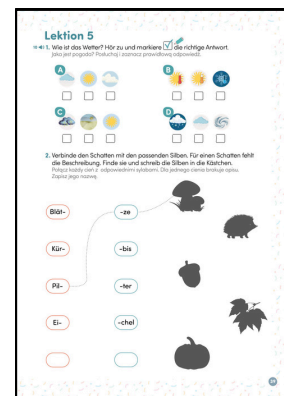 Lektion 5
1. Wie ist das Wetter? Hör zu und markiere die richtige Antwort.
Jaka jest pogoda? Posłuchaj i zaznacz prawidłową odpowiedź.
A
B
C
D
2. Verbinde den Schatten mit den passenden Silben. Für einen Schatten fehlt
die Beschreibung. Finde sie und schreib die Silben in die Kästchen.
Połącz każdy cień z odpowiednimi sylabami. Dla jednego cienia brakuje opisu.
Zapisz jego nazwę.
Blät-
-ze
Kür-
-bis
Pil-
-ter
Ei-
-chel